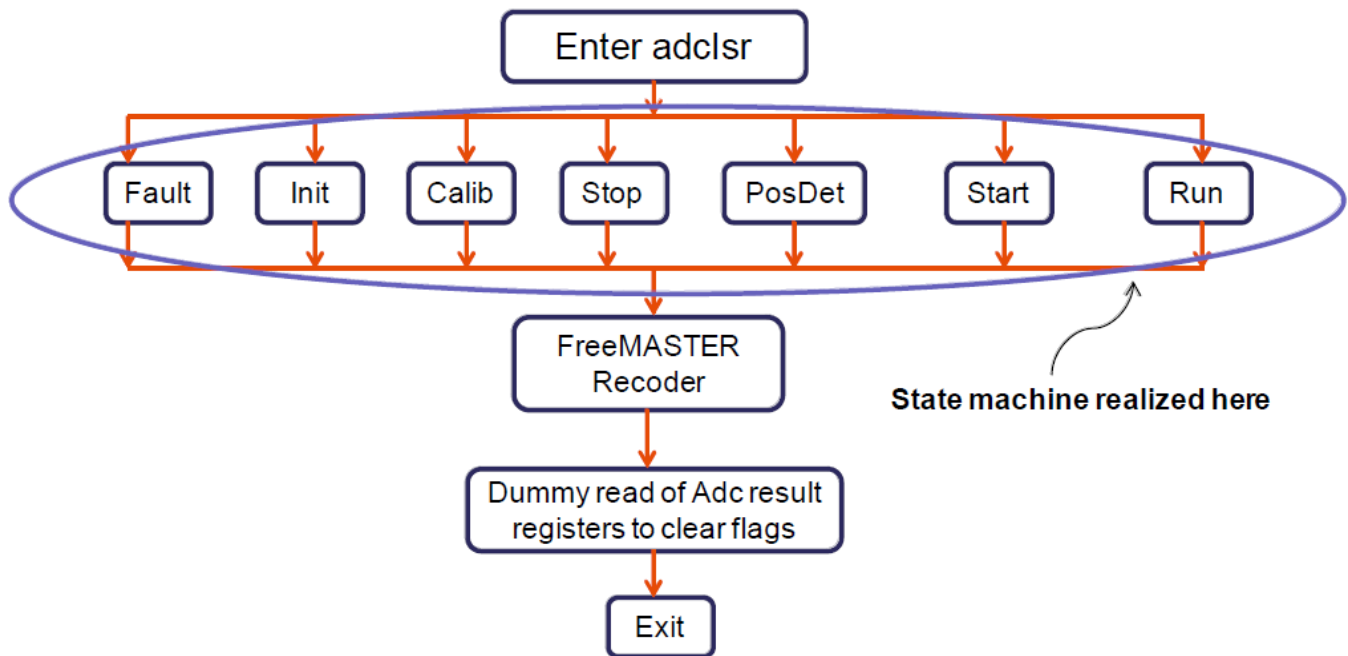 Enter adcIsr
Fault
Init
Calib
Stop
PosDet
Start
Run
FreeMASTER
Recoder
State machine realized here
Dummy read of Adc result
registers to clear flags
Exit